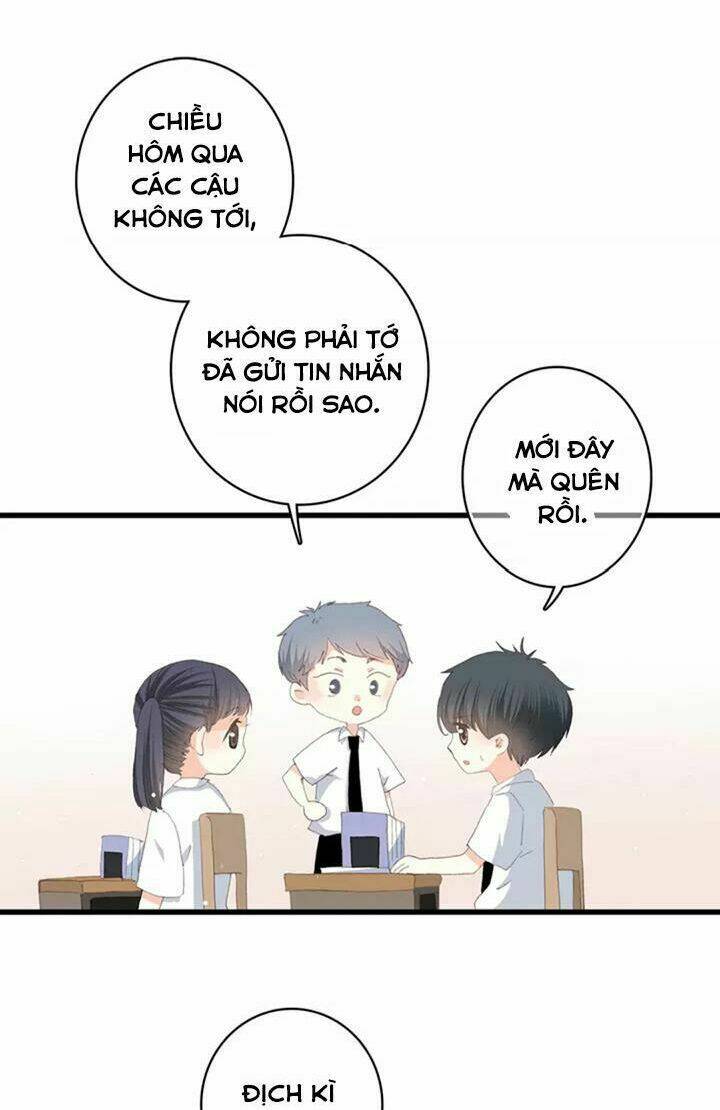 CHIỀU
HÔM QUA
CÁC CẬU
KHÔNG TỚI,
KHÔNG PHẢI TỚ
ĐÃ GỬI TIN NHẮN
NÓI RỒI SAO.
MỚI ĐÂY
MÀ QUÊN
RỒI.
ĐỊCH KÌ